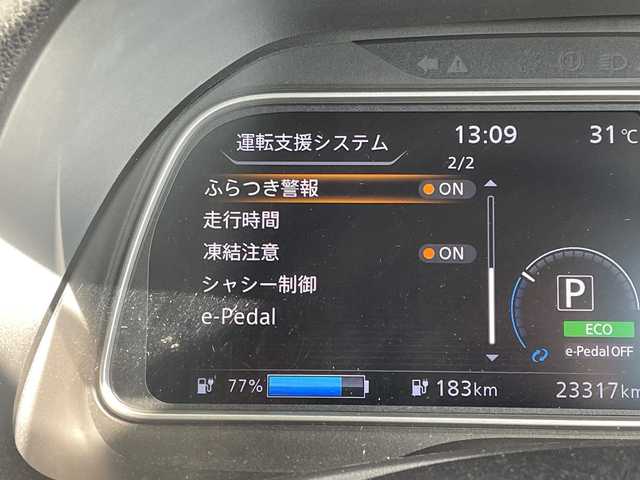 運転支援システム 13:09 31℃
2/2
ふらつき警報 ON
走行時間
凍結注意 ON
シャシー制御
e-Pedal
P
ECO
e-Pedal OFF
77% 183km 23317km